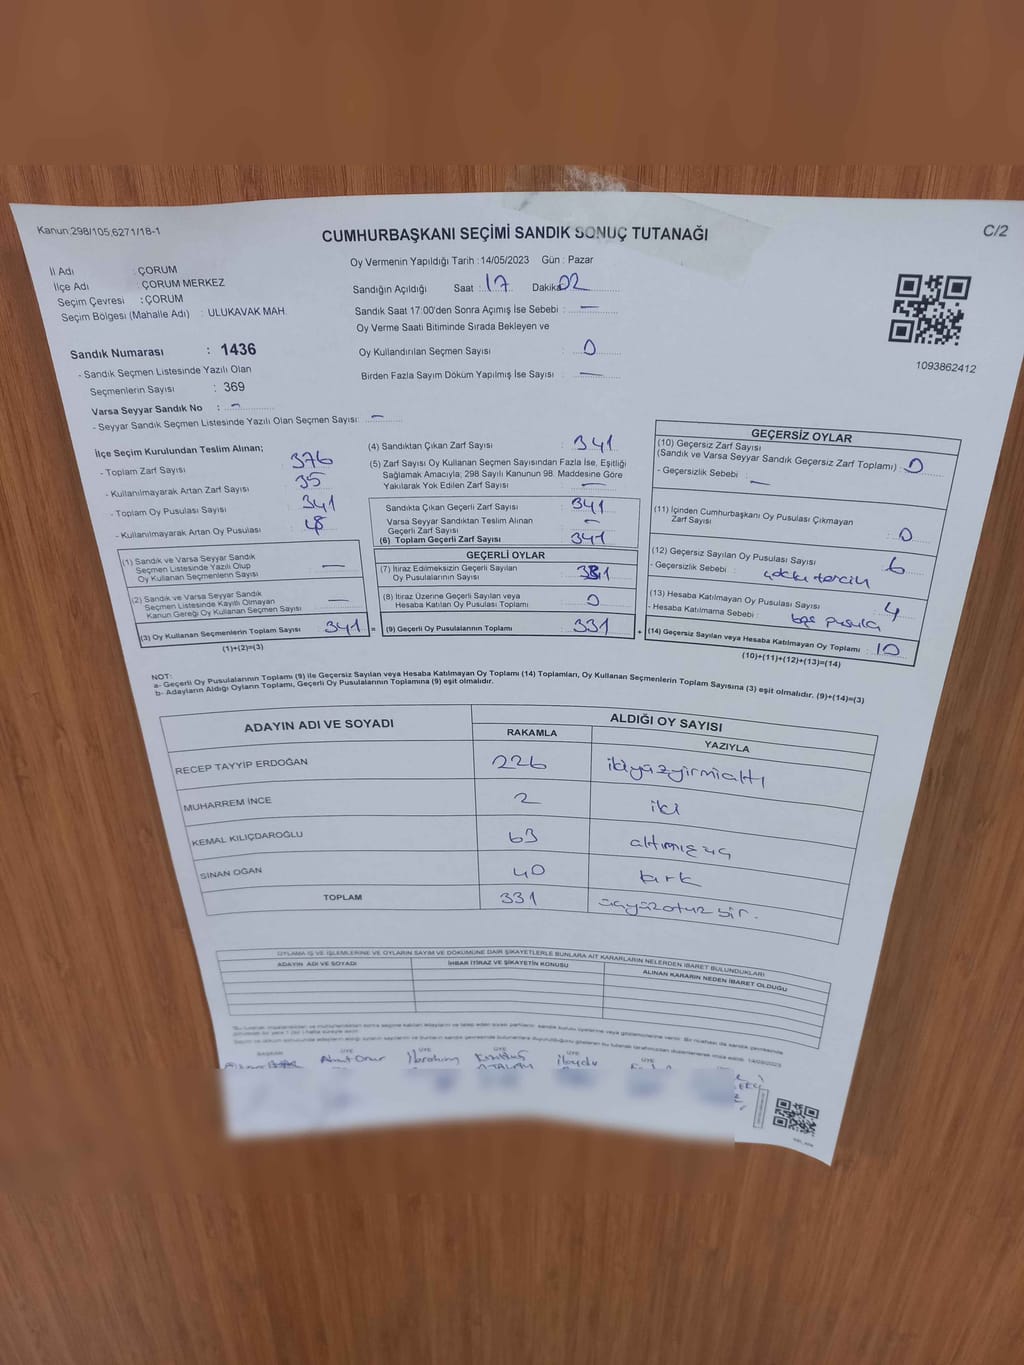 Kanun:298/105,6271/18-1
C/2
CUMHURBAŞKANI SEÇİMİ SANDIK SONUÇ TUTANAĞI
İl Adı : ÇORUM
İlçe Adı : ÇORUM MERKEZ
Seçim Çevresi : ÇORUM
Seçim Bölgesi (Mahalle Adı) : ULUKAVAK MAH.
Sandık Numarası : 1436
- Sandık Seçmen Listesinde Yazılı Olan
Seçmenlerin Sayısı : 369
Varsa Seyyar Sandık No : -
- Seyyar Sandık Seçmen Listesinde Yazılı Olan Seçmen Sayısı: -
Oy Vermenin Yapıldığı Tarih :14/05/2023 Gün : Pazar
Sandığın Açıldığı Saat : 17 Dakika 02
Sandık Saat 17:00'den Sonra Açımış İse Sebebi : -
Oy Verme Saati Bitiminde Sırada Bekleyen ve
Oy Kullandırılan Seçmen Sayısı : 0
Birden Fazla Sayım Döküm Yapılmış İse Sayısı : -
1093862412
İlçe Seçim Kurulundan Teslim Alınan;
- Toplam Zarf Sayısı : 376
- Kullanılmayarak Artan Zarf Sayısı : 35
- Toplam Oy Pusulası Sayısı : 341
- Kullanılmayarak Artan Oy Pusulası :
(1) Sandık ve Varsa Seyyar Sandık
Seçmen Listesinde Yazılı Olup
Oy Kullanan Seçmenlerin Sayısı : -
(2) Sandık ve Varsa Seyyar Sandık
Seçmen Listesinde Kayıtlı Olmayan
Kanun Gereği Oy Kullanan Seçmen Sayısı : -
(3) Oy Kullanan Seçmenlerin Toplam Sayısı : 341 =
(1)+(2)=(3)
(4) Sandıktan Çıkan Zarf Sayısı : 341
(5) Zarf Sayısı Oy Kullanan Seçmen Sayısından Fazla İse, Eşitliği
Sağlamak Amacıyla; 298 Sayılı Kanunun 98. Maddesine Göre
Yakılarak Yok Edilen Zarf Sayısı : -
Sandıkta Çıkan Geçerli Zarf Sayısı : 341
Varsa Seyyar Sandıktan Teslim Alınan
Geçerli Zarf Sayısı : -
(6) Toplam Geçerli Zarf Sayısı : 341
GEÇERLİ OYLAR
(7) İtiraz Edilmeksizin Geçerli Sayılan
Oy Pusulalarının Sayısı : 331
(8) İtiraz Üzerine Geçerli Sayılan veya
Hesaba Katılan Oy Pusulası Toplamı : 0
(9) Geçerli Oy Pusulalarının Toplamı : 331 +
GEÇERSİZ OYLAR
(10) Geçersiz Zarf Sayısı
(Sandık ve Varsa Seyyar Sandık Geçersiz Zarf Toplamı) : 0
- Geçersizlik Sebebi : -
(11) İçinden Cumhurbaşkanı Oy Pusulası Çıkmayan
Zarf Sayısı : 0
(12) Geçersiz Sayılan Oy Pusulası Sayısı : 6
- Geçersizlik Sebebi : çoklu tercih
(13) Hesaba Katılmayan Oy Pusulası Sayısı : 4
- Hesaba Katılmama Sebebi : boş pusula
(14) Geçersiz Sayılan veya Hesaba Katılmayan Oy Toplamı : 10
(10)+(11)+(12)+(13)=(14)
NOT:
a- Geçerli Oy Pusulalarının Toplamı (9) ile Geçersiz Sayılan veya Hesaba Katılmayan Oy Toplamı (14) Toplamları, Oy Kullanan Seçmenlerin Toplam Sayısına (3) eşit olmalıdır. (9)+(14)=(3)
b- Adayların Aldığı Oyların Toplamı, Geçerli Oy Pusulalarının Toplamına (9) eşit olmalıdır.
ADAYIN ADI VE SOYADI
ALDIĞI OY SAYISI
RAKAMLA YAZIYLA
RECEP TAYYİP ERDOĞAN 226 ikiyüzyirmialtı
MUHARREM İNCE 2 iki
KEMAL KILIÇDAROĞLU 63 altmışüç
SİNAN OĞAN 40 kırk
TOPLAM 331 üçyüzotuzbir.
OYLAMA İŞ VE İŞLEMLERİNE VE OYLARIN SAYIM VE DÖKÜMÜNE DAİR ŞİKAYETLERLE BUNLARA AİT KARARLARIN NELERDEN İBARET BULUNDUKLARI
ADAYIN ADI VE SOYADI İHBAR İTİRAZ VE ŞİKAYETİN KONUSU ALINAN KARARIN NEDEN İBARET OLDUĞU
BAŞKAN ÜYE ÜYE ÜYE ÜYE
Ahmet Onur İbrahim